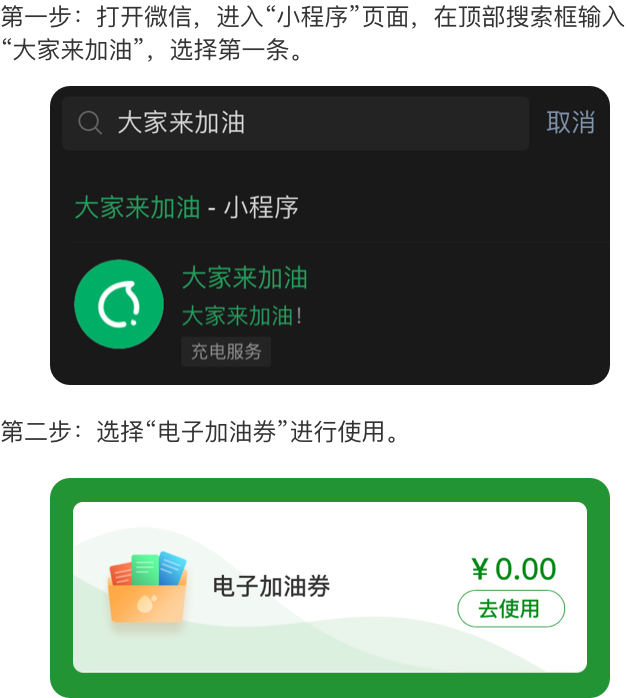 第一步：打开微信，进入“小程序”页面，在顶部搜索框输入
“大家来加油”，选择第一条。
大家来加油
取消
大家来加油 - 小程序
大家来加油
大家来加油！
充电服务
第二步：选择“电子加油券”进行使用。
电子加油券
¥ 0.00
去使用